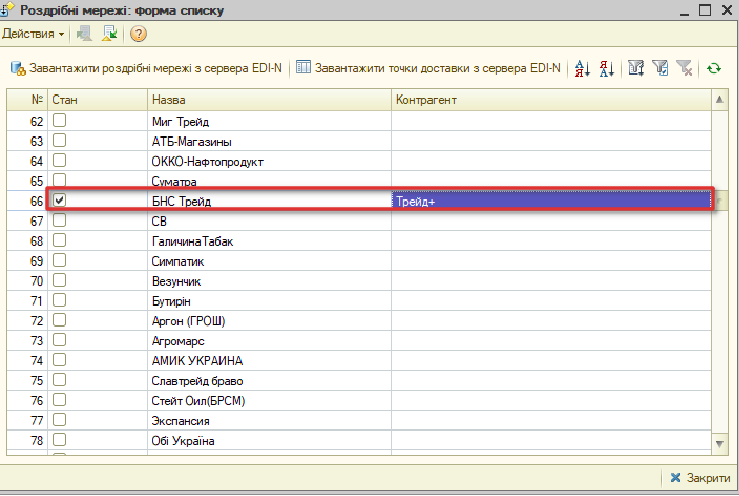 Роздрібні мережі: Форма списку
Действия
Завантажити роздрібні мережі з сервера EDI-N Завантажити точки доставки з сервера EDI-N
№ Стан Назва Контрагент
62 Миг Трейд
63 АТБ-Магазины
64 ОККО-Нафтопродукт
65 Суматра
66 БНС Трейд Трейд+
67 СВ
68 ГаличинаТабак
69 Симпатик
70 Везунчик
71 Бутирін
72 Аргон (ГРОШ)
73 Агромарс
74 АМИК УКРАИНА
75 Славтрейд браво
76 Стейт Оил(БРСМ)
77 Экспансия
78 Обі Україна
Закрити